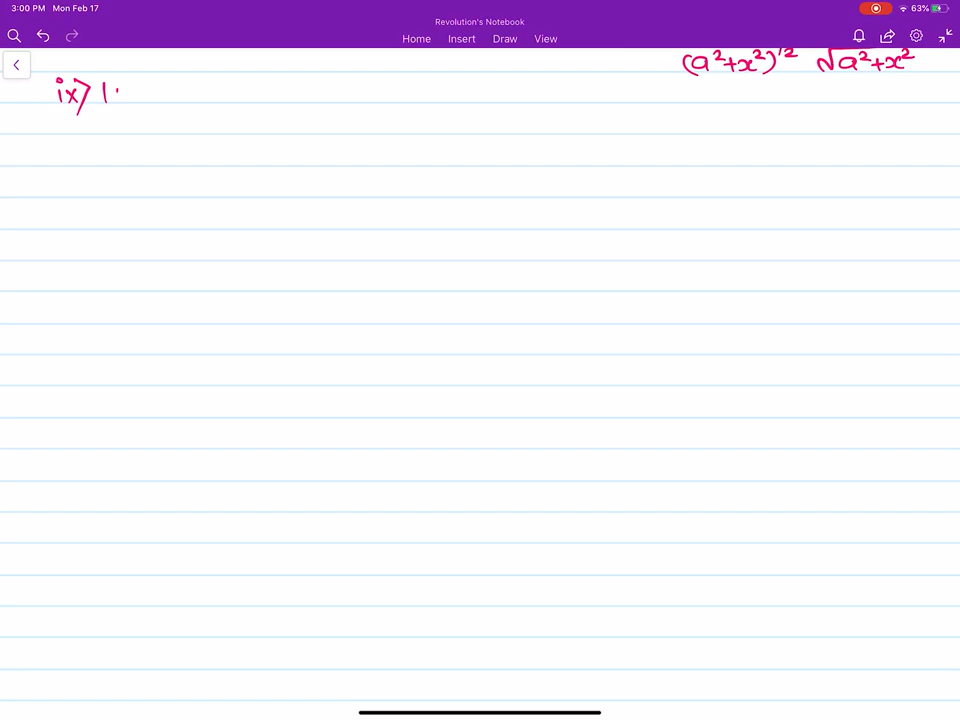 3:00 PM Mon Feb 17
63%
Revolution's Notebook
Home Insert Draw View
(a²+x²)^1/2 √a²+x²
ix> 1.